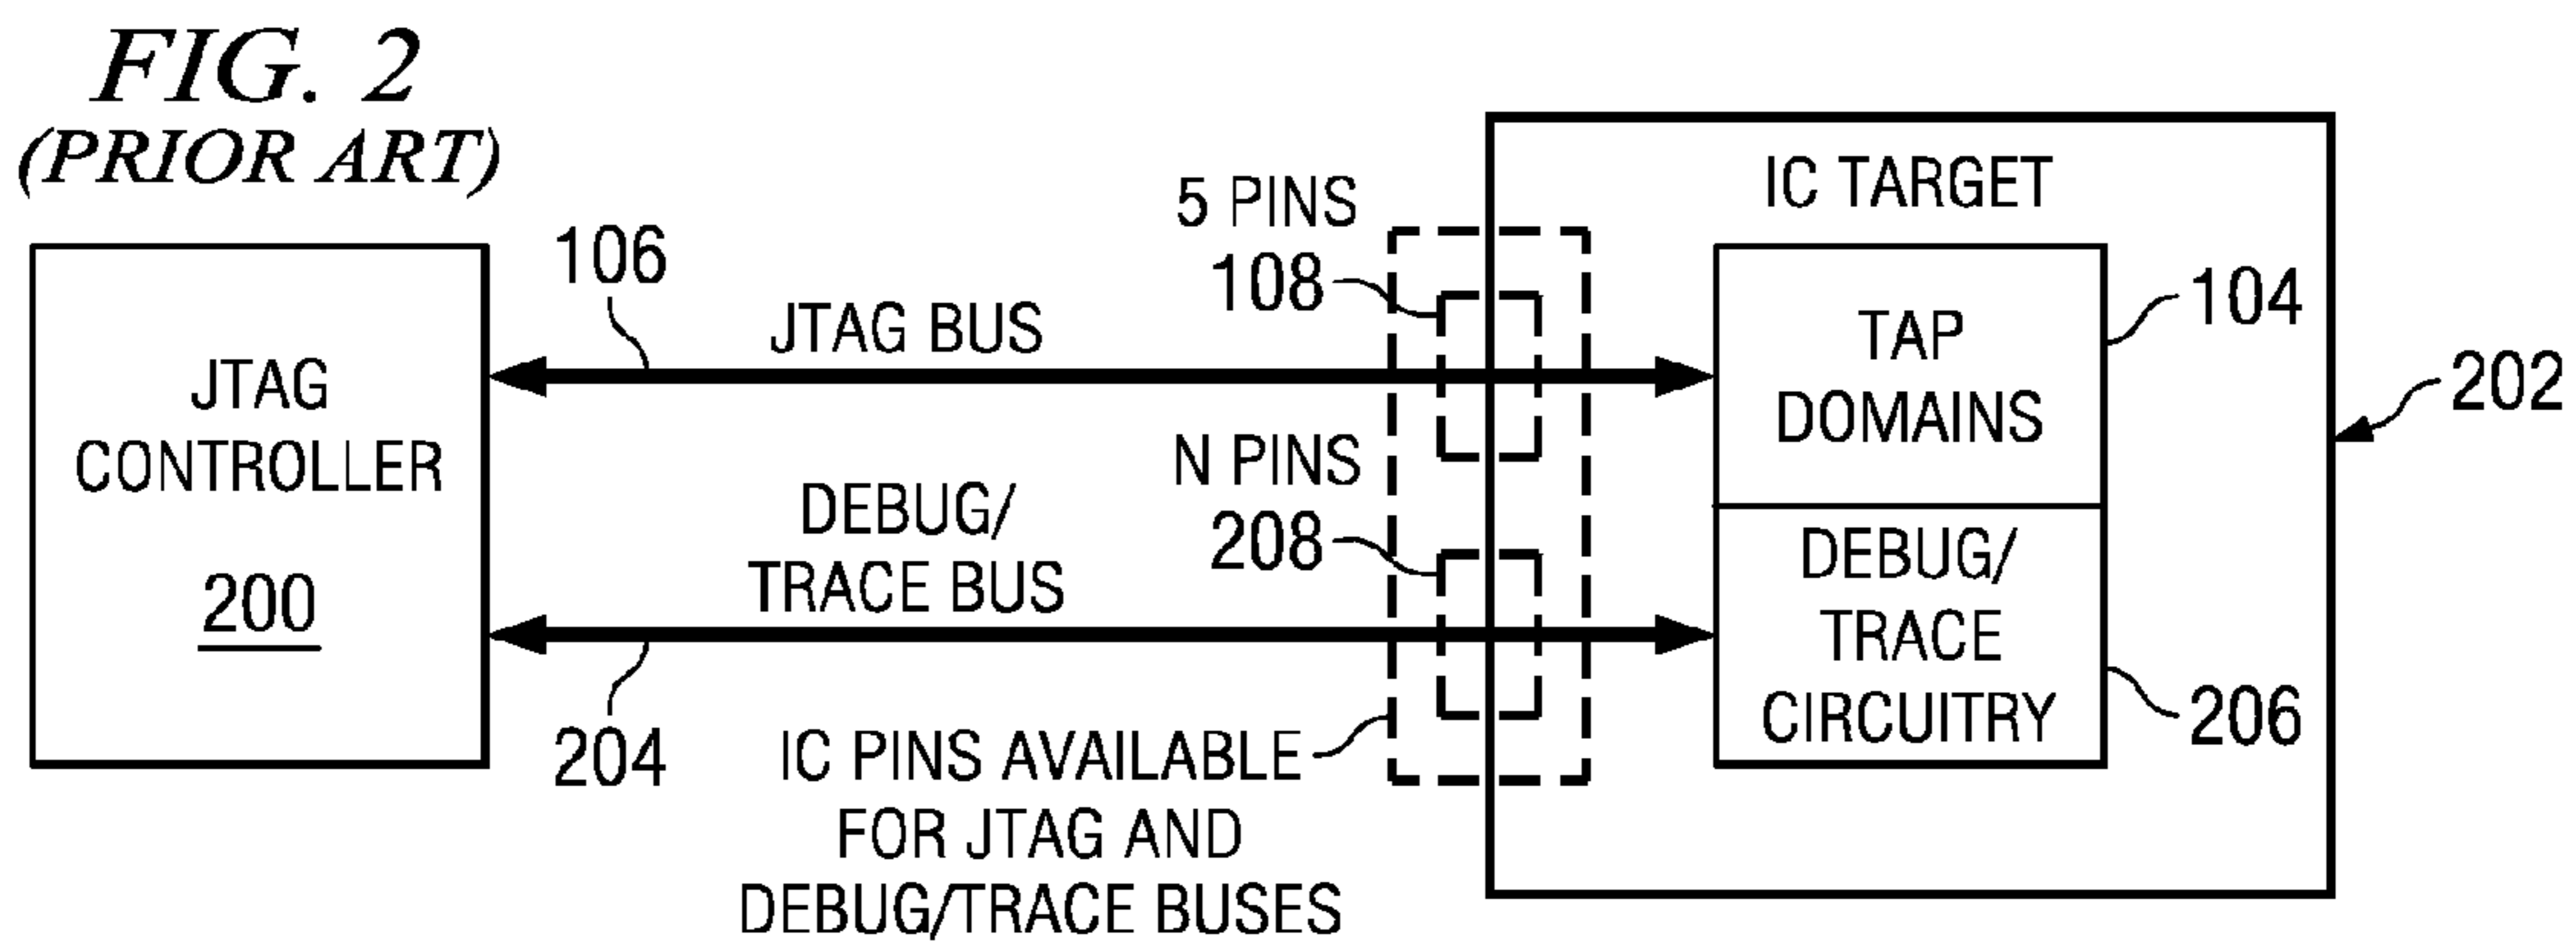 FIG. 2
(PRIOR ART)
JTAG
CONTROLLER
200
106
JTAG BUS
DEBUG/
TRACE BUS
204
5 PINS
108
N PINS
208
IC PINS AVAILABLE
FOR JTAG AND
DEBUG/TRACE BUSES
IC TARGET
TAP
DOMAINS
104
DEBUG/
TRACE
CIRCUITRY
206
202